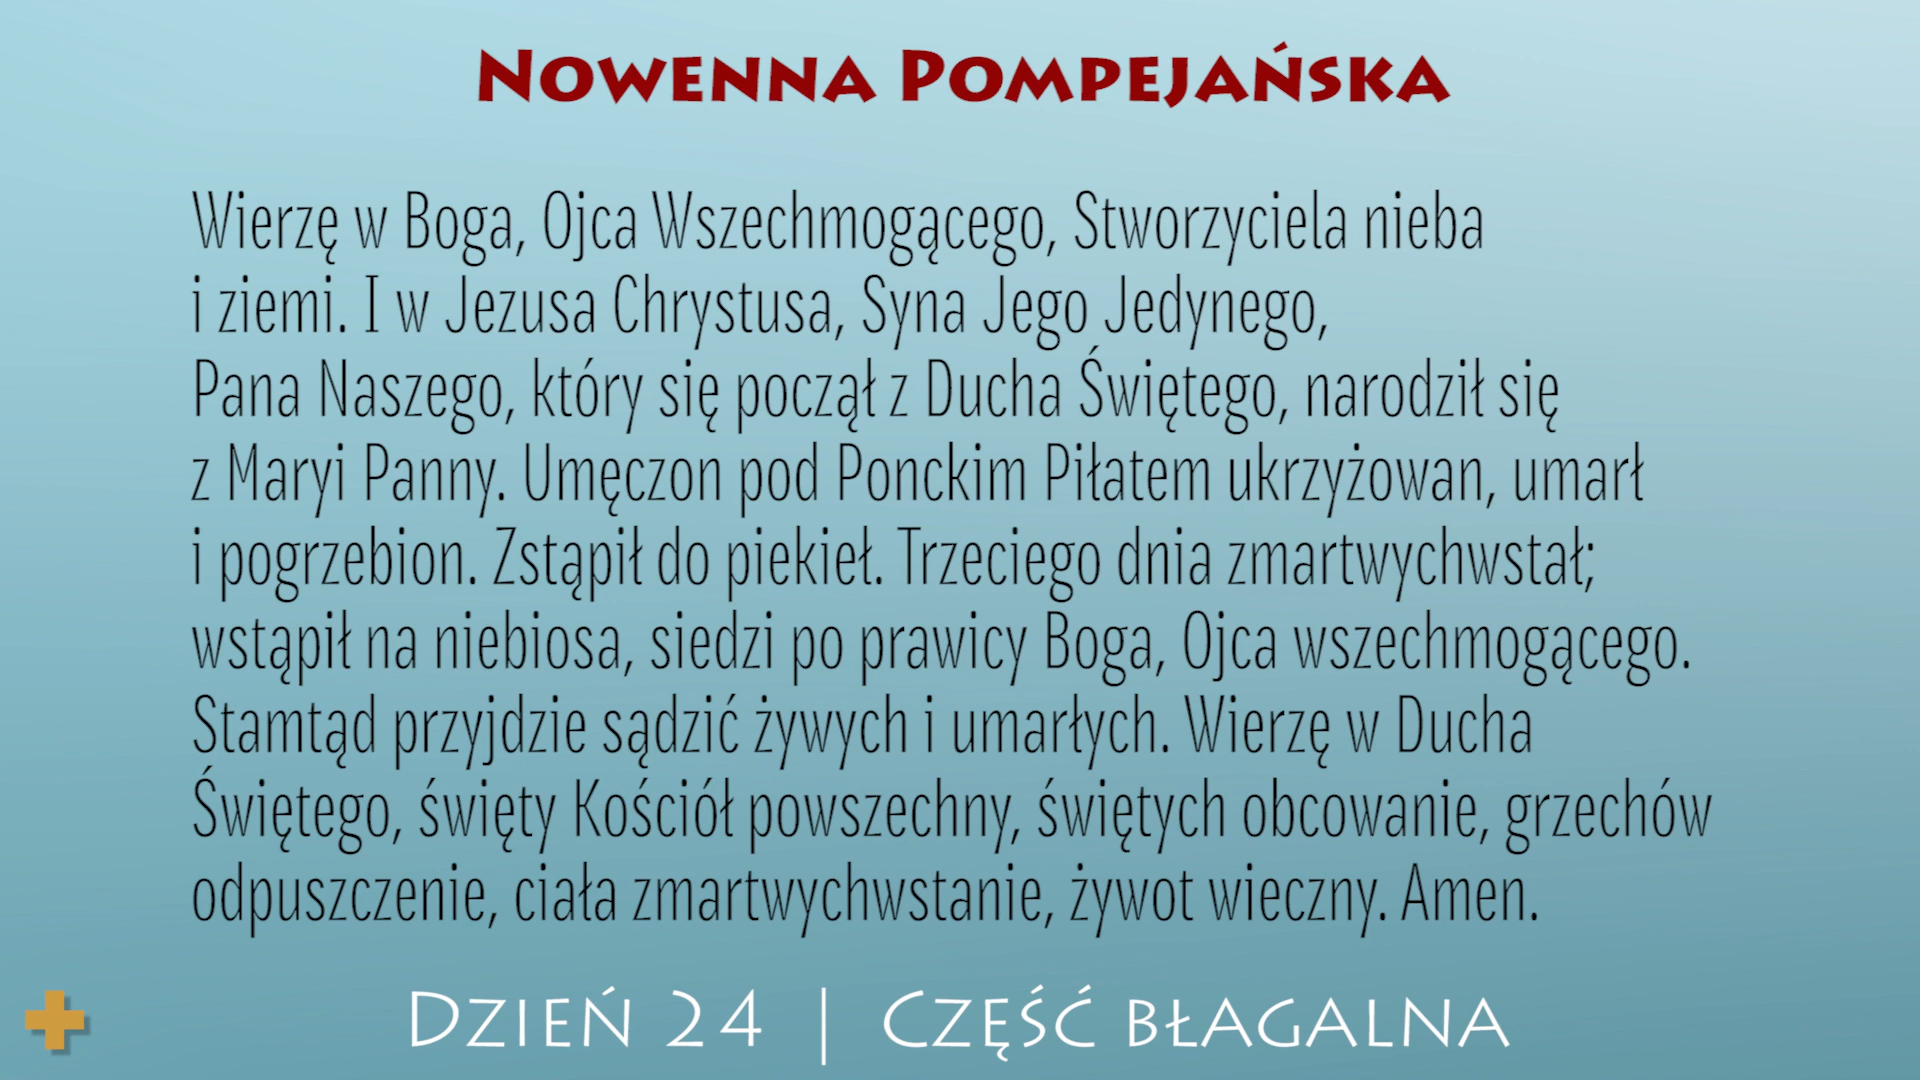 Nowenna Pompejańska
Wierzę w Boga, Ojca Wszechmogącego, Stworzyciela nieba
i ziemi. I w Jezusa Chrystusa, Syna Jego Jedynego,
Pana Naszego, który się począł z Ducha Świętego, narodził się
z Maryi Panny. Umęczon pod Ponckim Piłatem ukrzyżowan, umarł
i pogrzebion. Zstąpił do piekieł. Trzeciego dnia zmartwychwstał;
wstąpił na niebiosa, siedzi po prawicy Boga, Ojca wszechmogącego.
Stamtąd przyjdzie sądzić żywych i umarłych. Wierzę w Ducha
Świętego, święty Kościół powszechny, świętych obcowanie, grzechów
odpuszczenie, ciała zmartwychwstanie, żywot wieczny. Amen.
Dzień 24 | Część błagalna